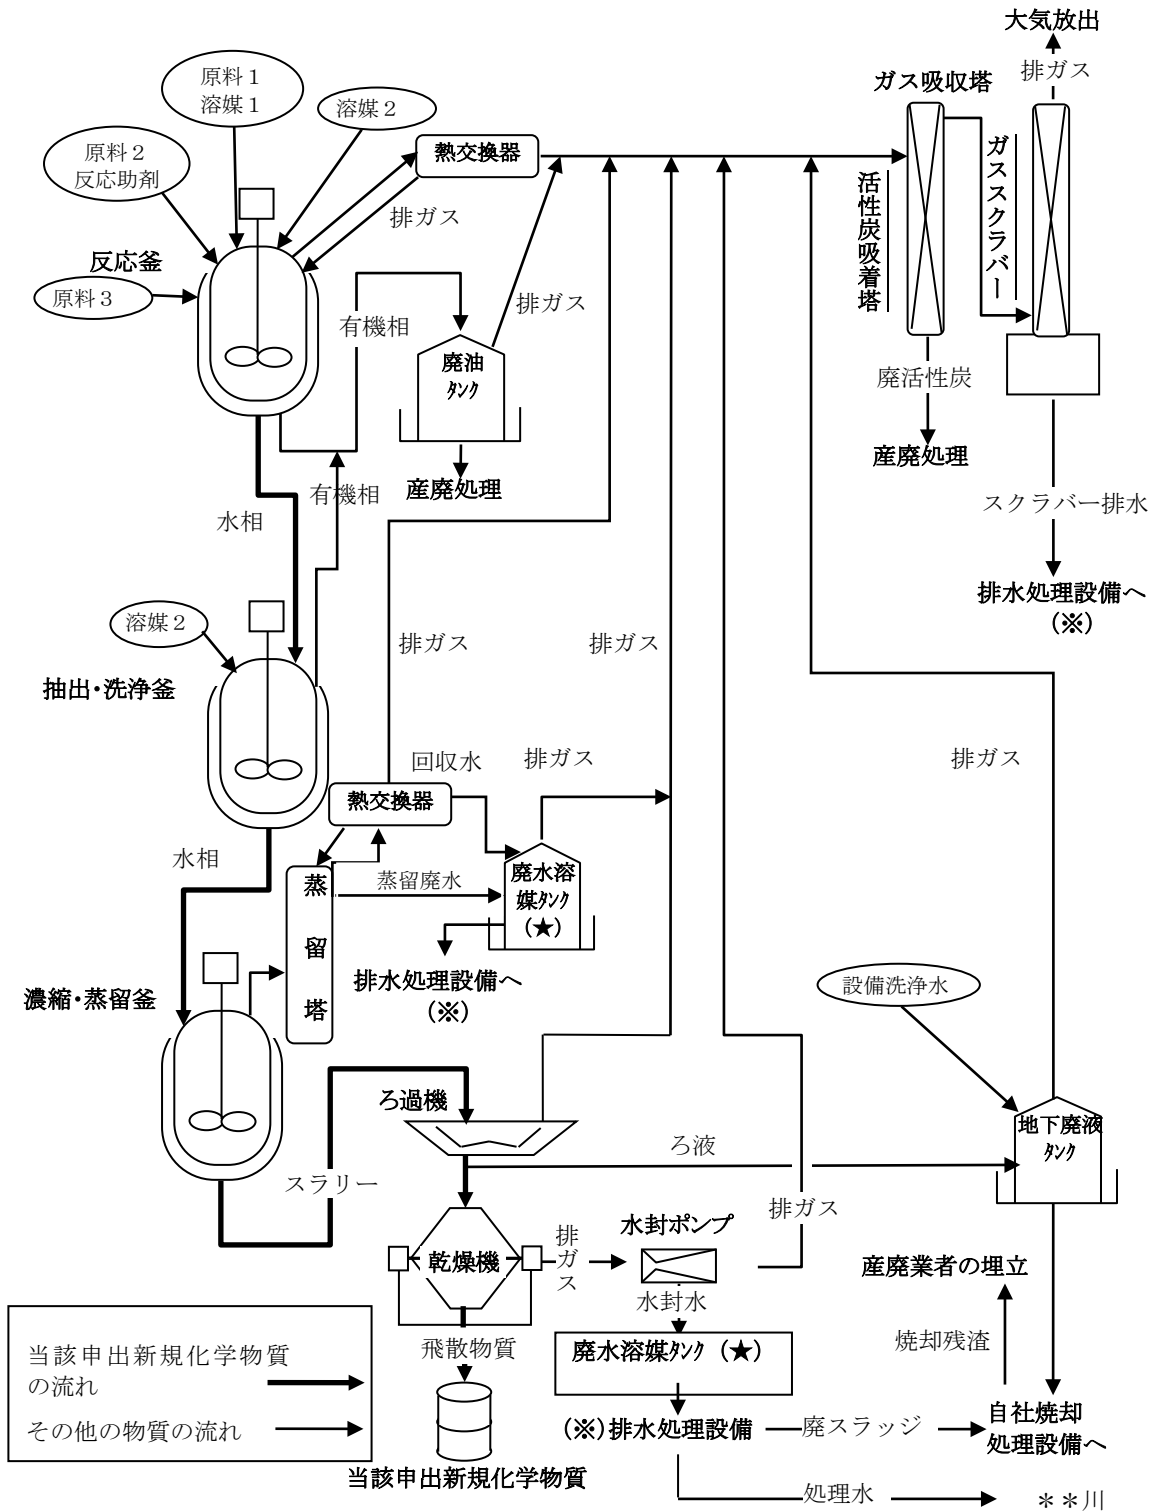 大気放出
排ガス
ガス吸収塔
原料１
溶媒１
溶媒２
原料２
反応助剤
熱交換器
活性炭吸着塔
ガススクラバー
排ガス
反応釜
原料３
有機相
排ガス
廃油
ﾀﾝｸ
廃活性炭
産廃処理
産廃処理
有機相
水相
スクラバー排水
排水処理設備へ
(※)
溶媒２
排ガス
排ガス
抽出･洗浄釜
回収水
排ガス
排ガス
熱交換器
水相
蒸留塔
蒸留廃水
廃水溶
媒ﾀﾝｸ
(★)
排水処理設備へ
(※)
濃縮･蒸留釜
設備洗浄水
ろ過機
地下廃液
ﾀﾝｸ
ろ液
スラリー
排ガス
水封ポンプ
排ガス
乾燥機
産廃業者の埋立
水封水
焼却残渣
飛散物質
廃水溶媒ﾀﾝｸ (★)
当該申出新規化学物質
の流れ
その他の物質の流れ
(※)排水処理設備
廃スラッジ
自社焼却
処理設備へ
当該申出新規化学物質
処理水
＊＊川